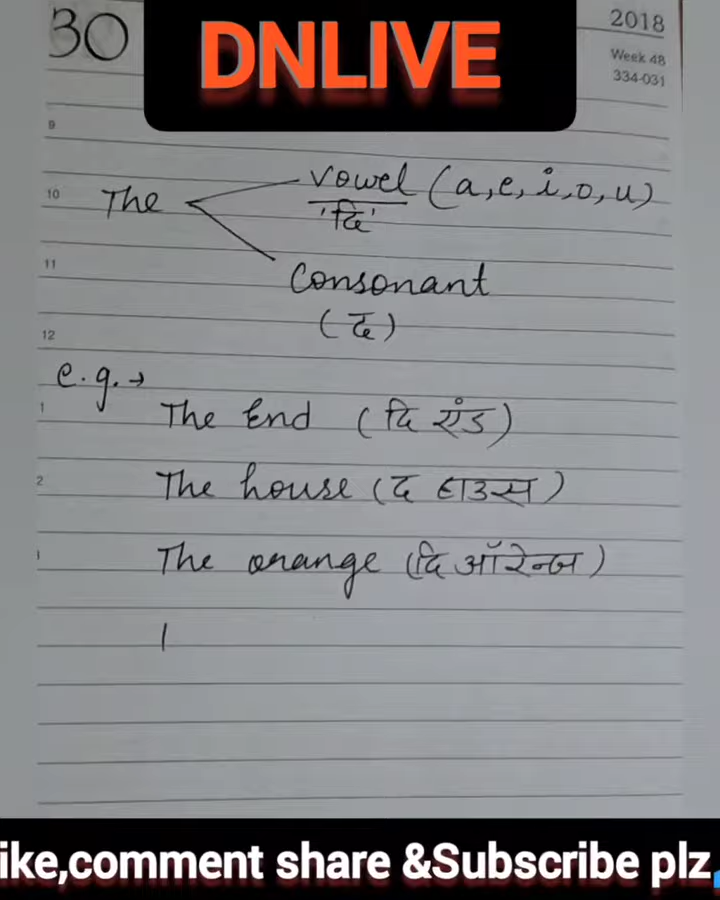 30
DNLIVE
2018
Week 48
334-031
9
10 The vowel (a, e, i, o, u)
'दि'
11
Consonant
(द)
12
e.g. →
1 The End (दि एंड)
2 The house (द हाउस)
The orange (दि ऑरेन्ज)
ike,comment share &Subscribe plz